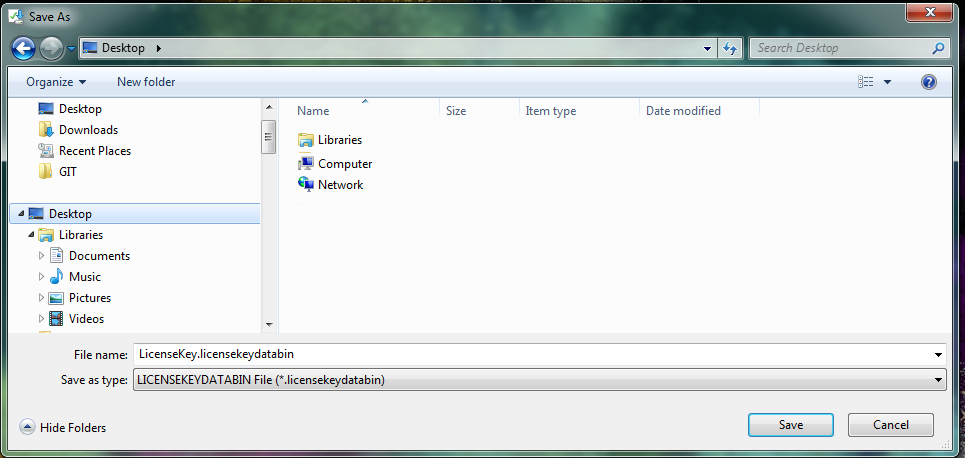 Save As
Desktop
Search Desktop
Organize New folder
Desktop
Downloads
Recent Places
GIT
Desktop
Libraries
Documents
Music
Pictures
Videos
Name Size Item type Date modified
Libraries
Computer
Network
File name: LicenseKey.licensekeydatabin
Save as type: LICENSEKEYDATABIN File (*.licensekeydatabin)
Hide Folders Save Cancel